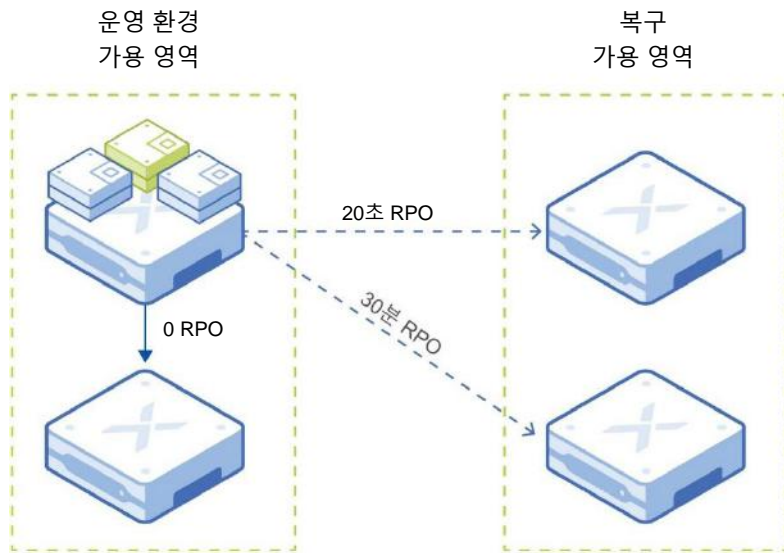 운영 환경
가용 영역
복구
가용 영역
20초 RPO
30분 RPO
0 RPO